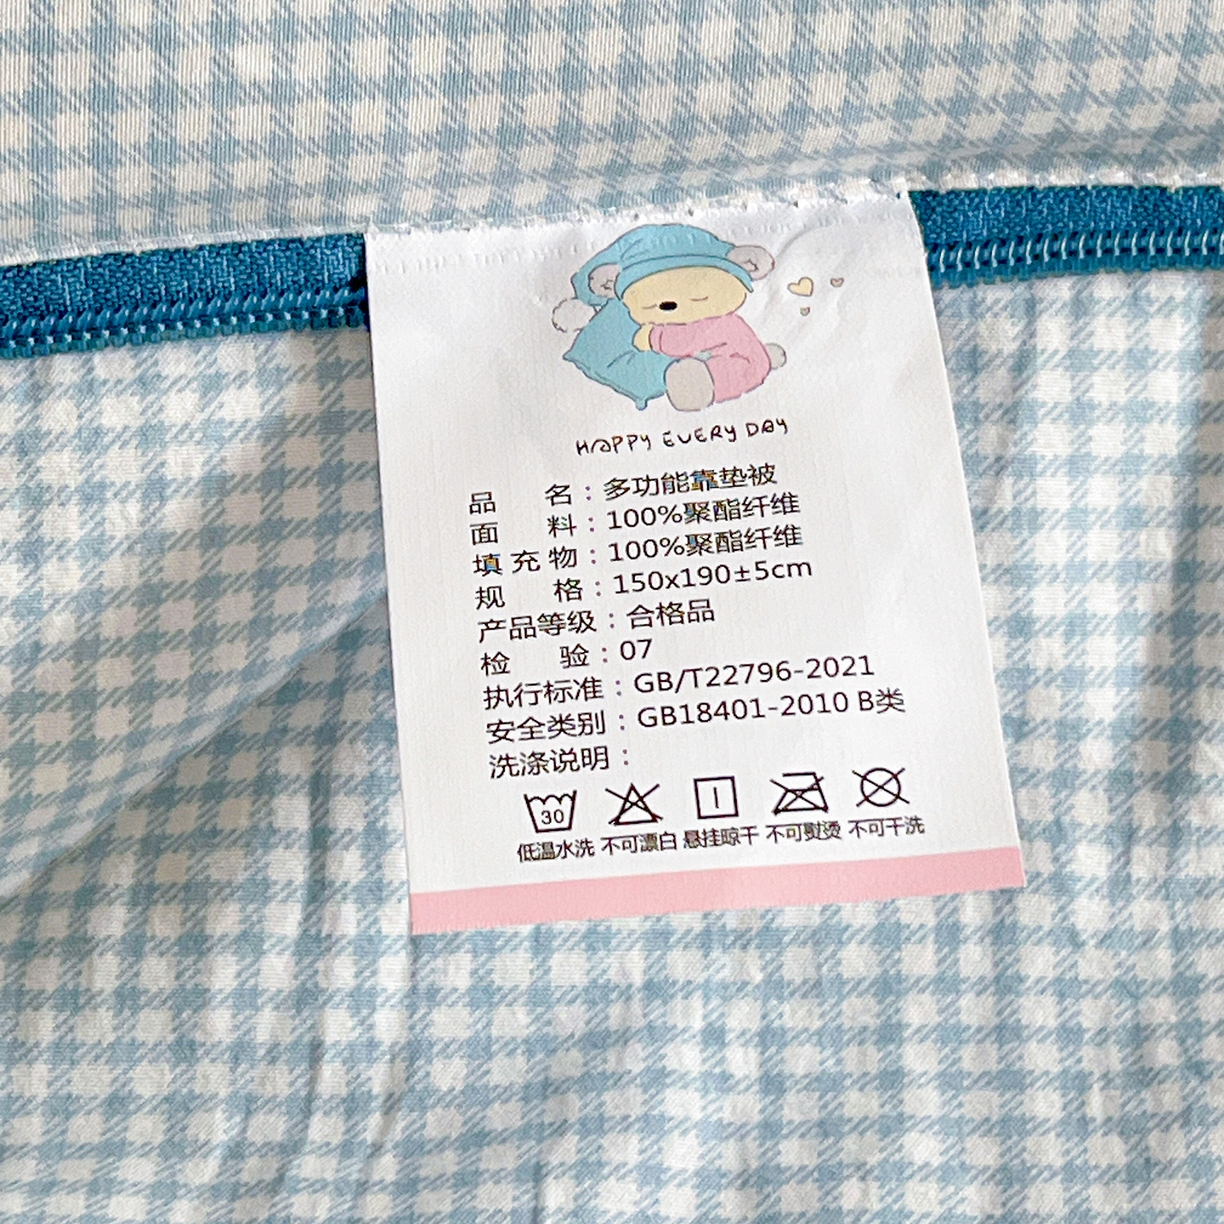 HAPPY EVERY DAY
品 名：多功能靠垫被
面 料：100%聚酯纤维
填充物：100%聚酯纤维
规 格：150x190±5cm
产品等级：合格品
检 验：07
执行标准：GB/T22796-2021
安全类别：GB18401-2010 B类
洗涤说明：
30
低温水洗 不可漂白 悬挂晾干 不可熨烫 不可干洗